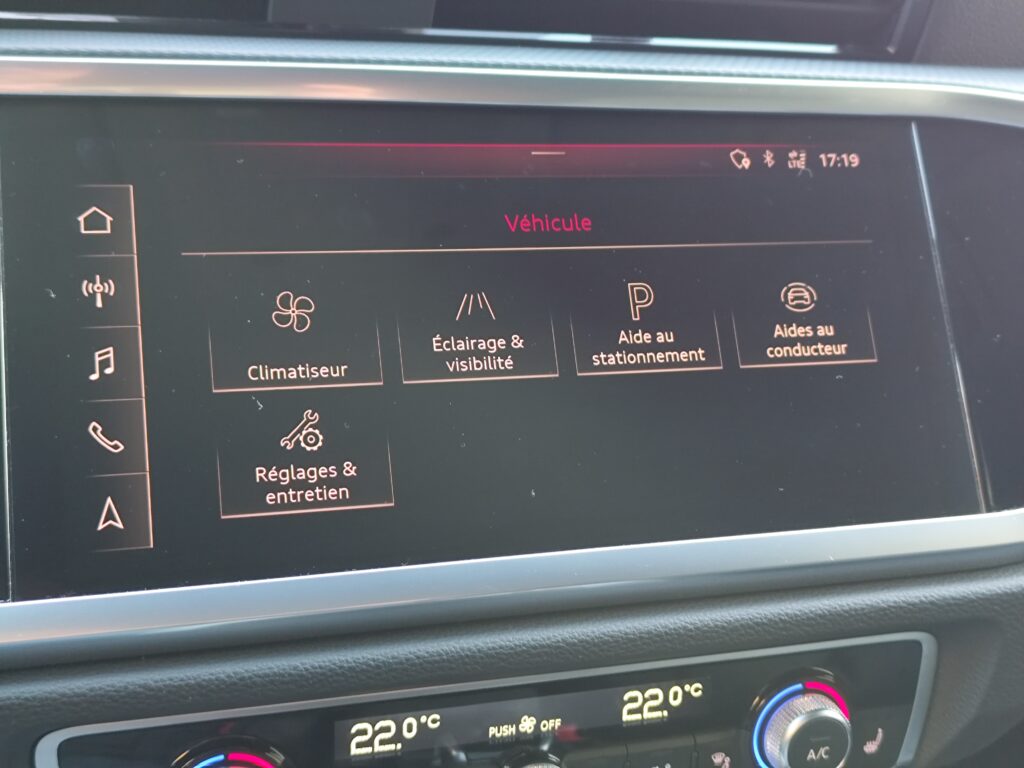 LTE 17:19
Véhicule
Climatiseur
Éclairage &
visibilité
P
Aide au
stationnement
Aides au
conducteur
Réglages &
entretien
22.0°C
PUSH OFF
22.0°C
A/C